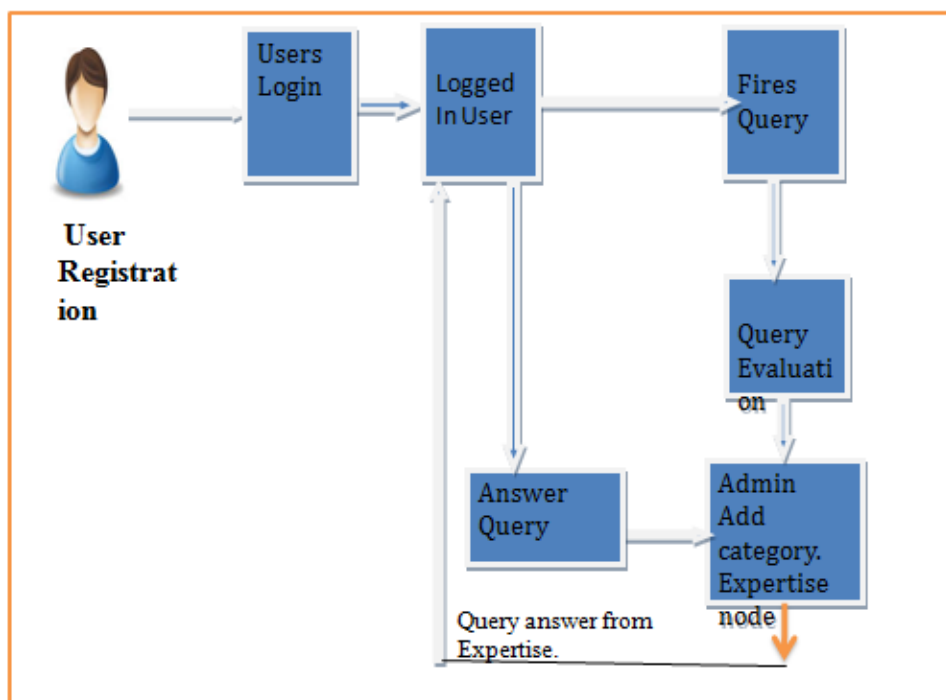 Users
Login
Logged
In User
Fires
Query
User
Registrat
ion
Query
Evaluati
on
Answer
Query
Admin
Add
category.
Expertise
node
Query answer from
Expertise.